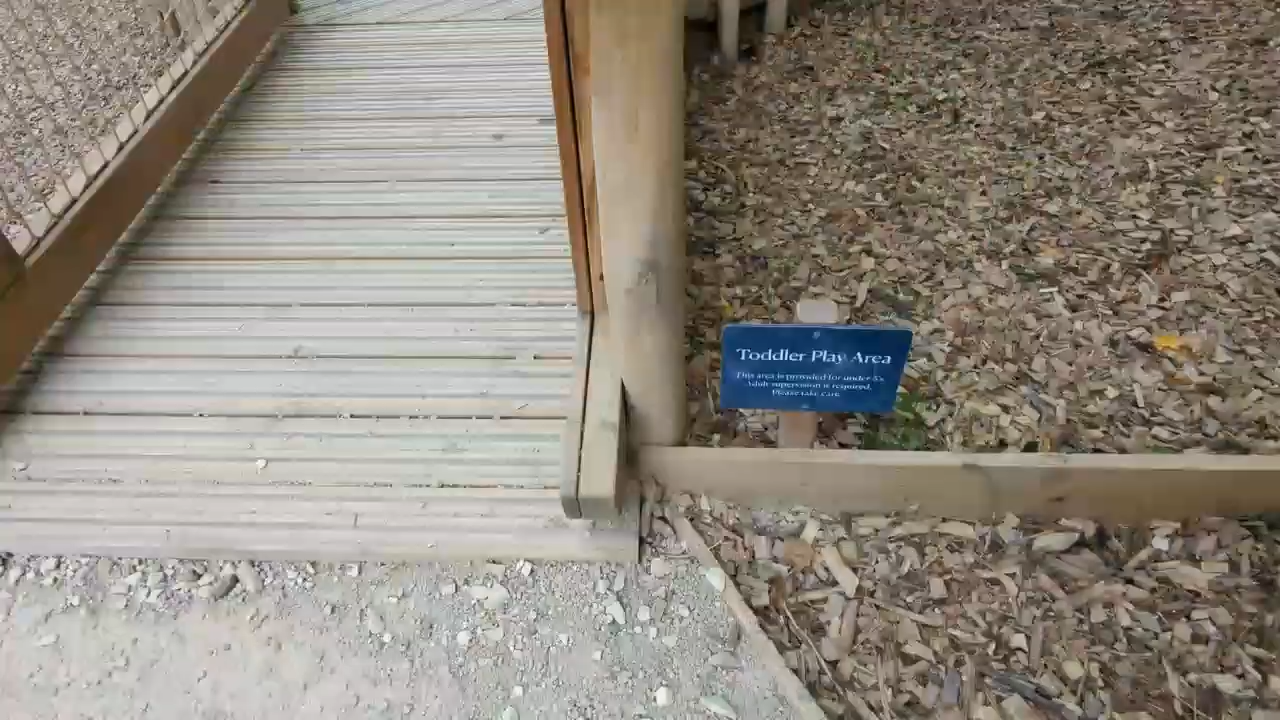 Toddler Play Area
This area is provided for under 5's
Adult supervision is required.
Please take care